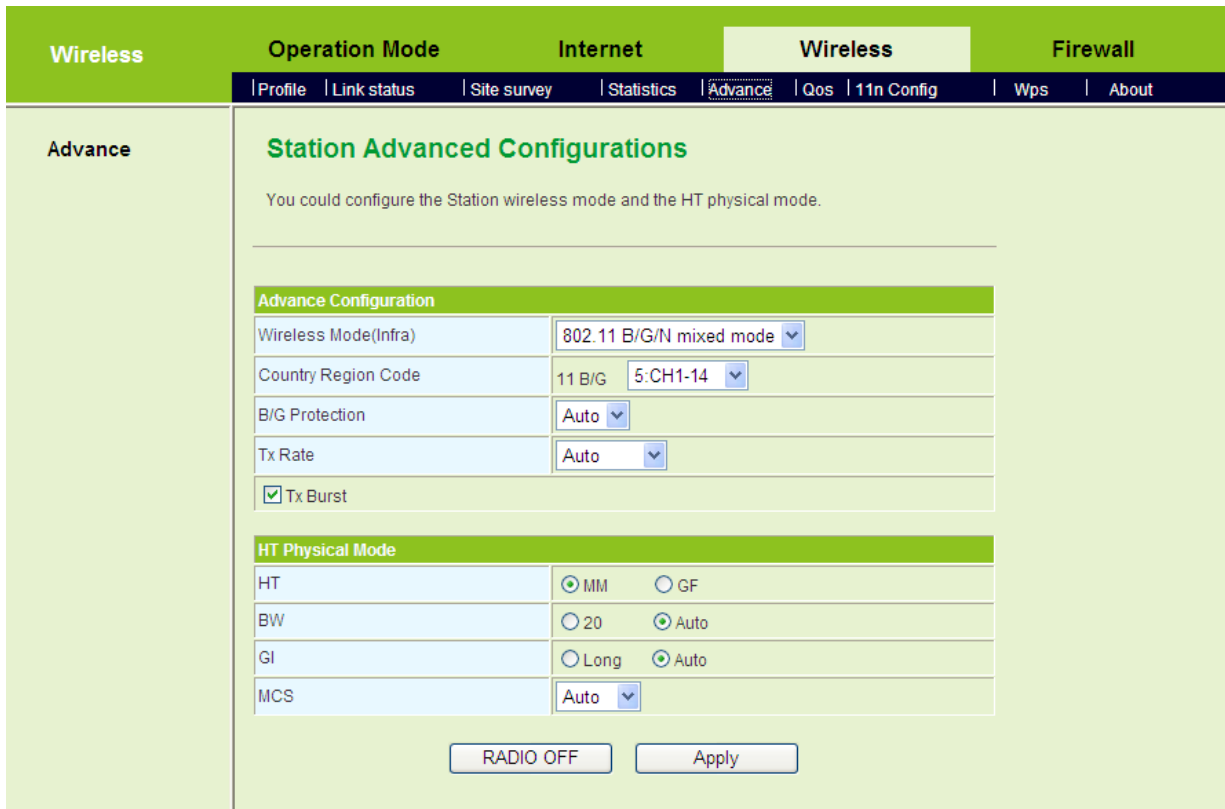 Wireless
Operation Mode Internet Wireless Firewall
Profile Link status Site survey Statistics Advance Qos 11n Config Wps About
Advance
Station Advanced Configurations
You could configure the Station wireless mode and the HT physical mode.
Advance Configuration
Wireless Mode(Infra) 802.11 B/G/N mixed mode
Country Region Code 11 B/G 5:CH1-14
B/G Protection Auto
Tx Rate Auto
Tx Burst
HT Physical Mode
HT MM GF
BW 20 Auto
GI Long Auto
MCS Auto
RADIO OFF Apply